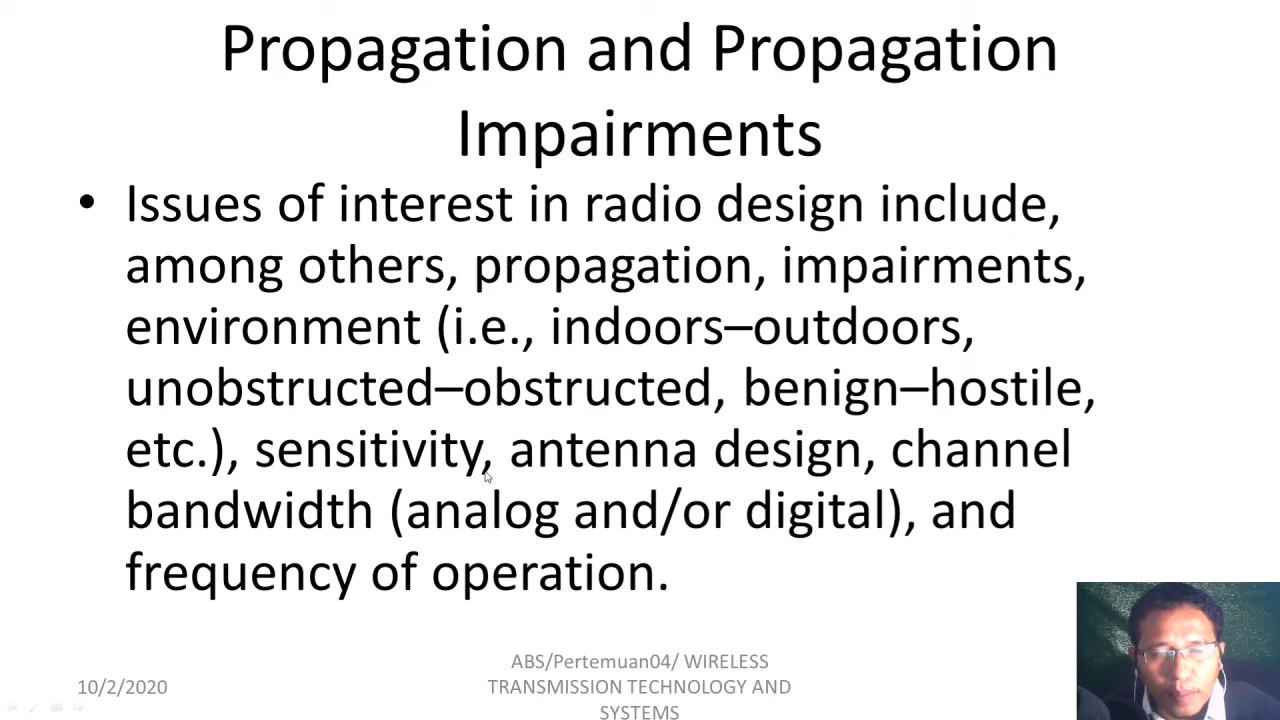 Propagation and Propagation
Impairments
• Issues of interest in radio design include,
among others, propagation, impairments,
environment (i.e., indoors–outdoors,
unobstructed–obstructed, benign–hostile,
etc.), sensitivity, antenna design, channel
bandwidth (analog and/or digital), and
frequency of operation.
10/2/2020
ABS/Pertemuan04/ WIRELESS
TRANSMISSION TECHNOLOGY AND
SYSTEMS